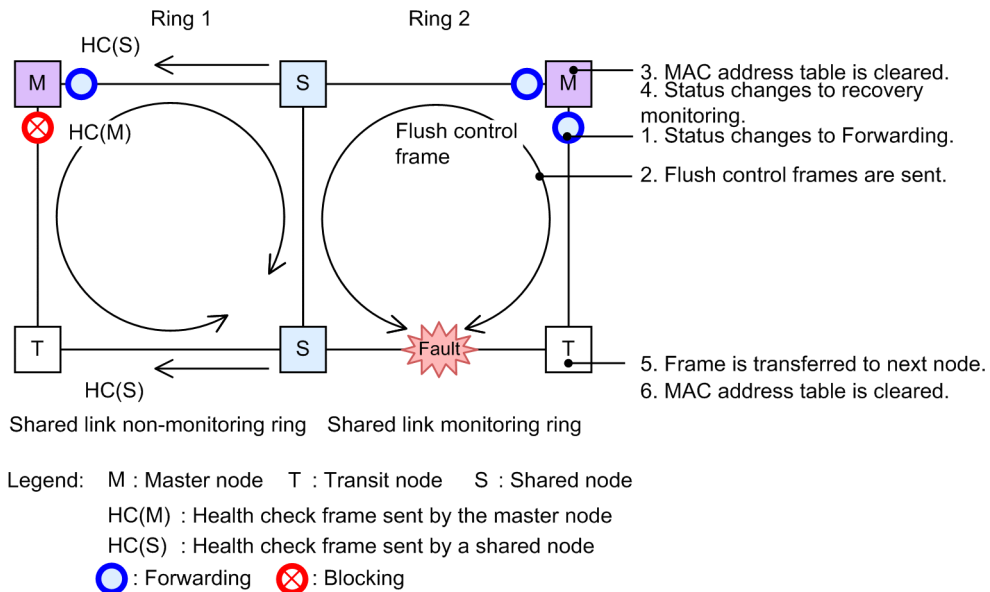 Ring 1
Ring 2
HC(S)
M
S
M
3. MAC address table is cleared.
4. Status changes to recovery
monitoring.
HC(M)
Flush control
frame
1. Status changes to Forwarding.
2. Flush control frames are sent.
T
S
Fault
T
5. Frame is transferred to next node.
HC(S)
6. MAC address table is cleared.
Shared link non-monitoring ring
Shared link monitoring ring
Legend: M : Master node T : Transit node S : Shared node
HC(M) : Health check frame sent by the master node
HC(S) : Health check frame sent by a shared node
: Forwarding : Blocking